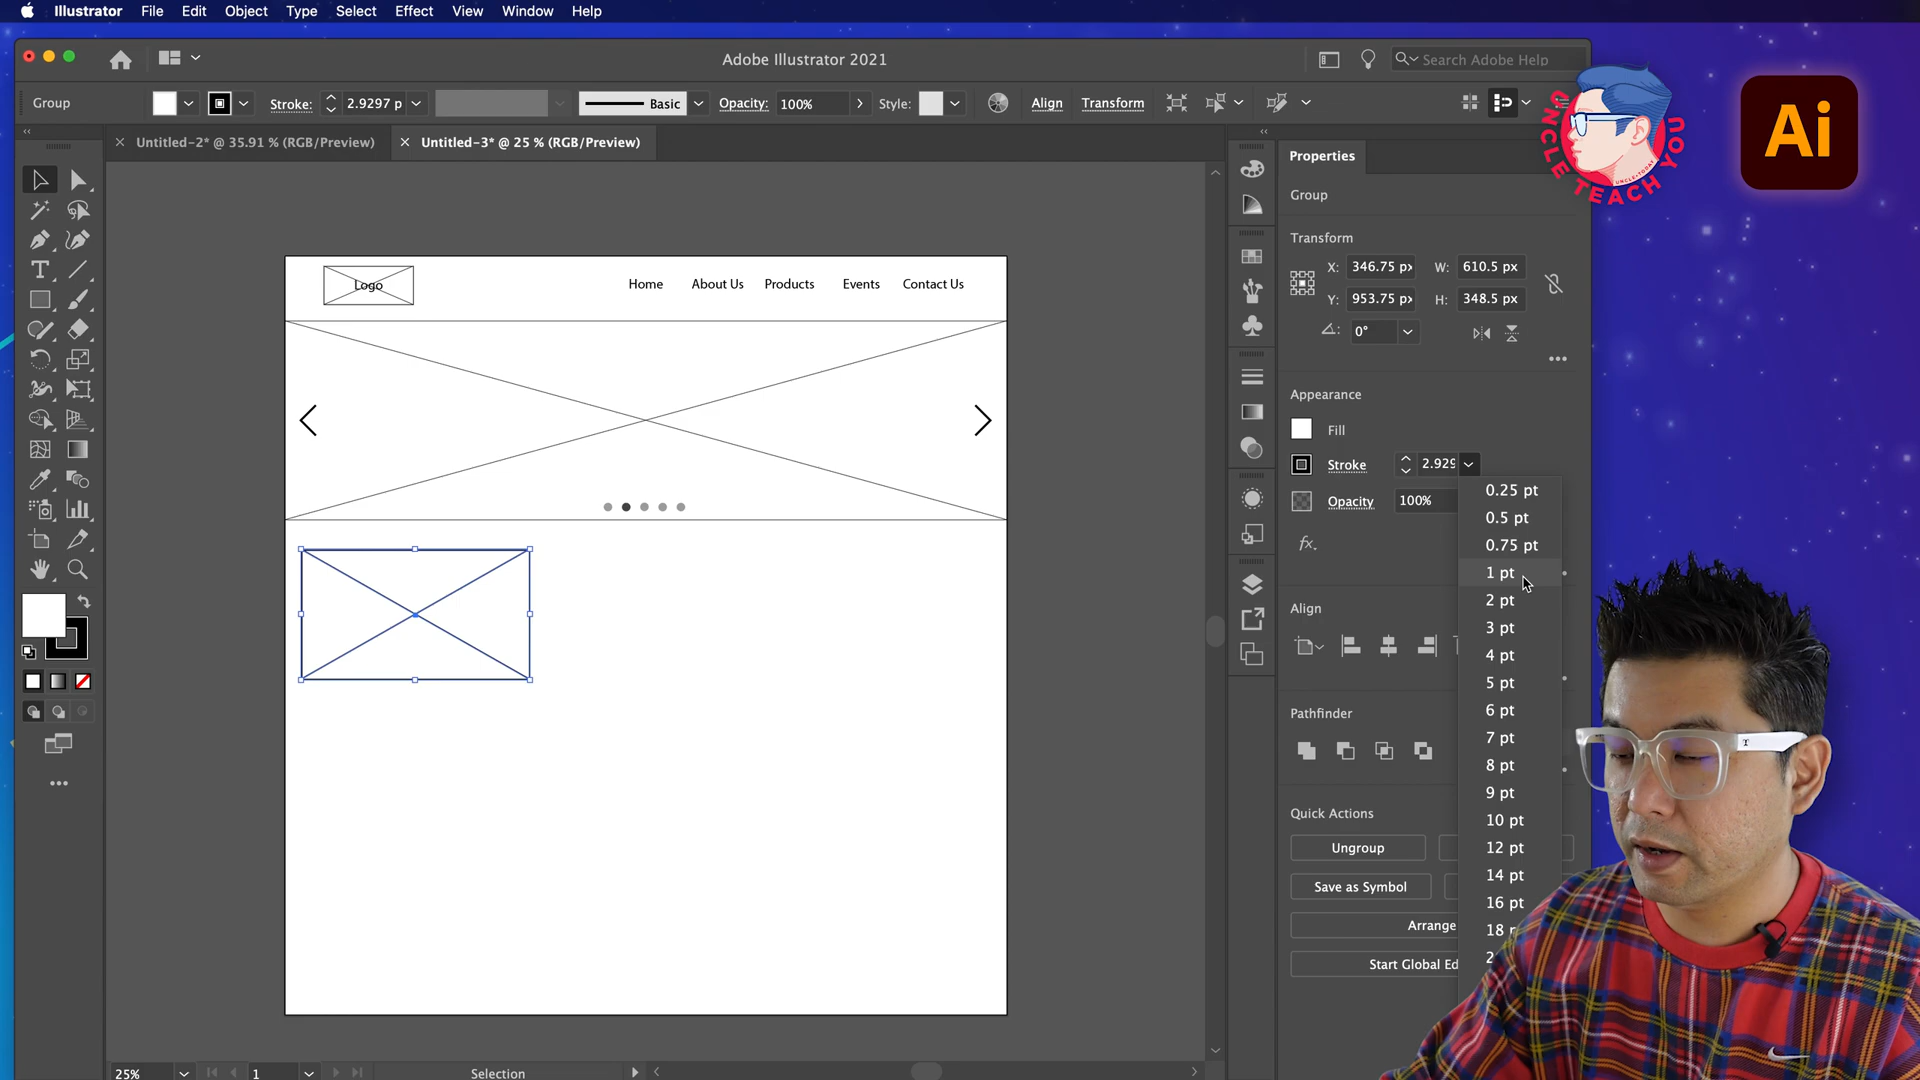 Illustrator File Edit Object Type Select Effect View Window Help
Adobe Illustrator 2021
Search Adobe Help
Group
Stroke: 2.9297 p
Basic
Opacity: 100%
Style:
Align
Transform
Untitled-2* @ 35.91 % (RGB/Preview)
Untitled-3* @ 25 % (RGB/Preview)
UNCLE TEACH YOU
UNCLE•TODAY
Ai
Logo
Home About Us Products Events Contact Us
Properties
Group
Transform
X: 346.75 px W: 610.5 px
Y: 953.75 px H: 348.5 px
0°
Appearance
Fill
Stroke 2.929
Opacity 100%
fx.
0.25 pt
0.5 pt
0.75 pt
1 pt
2 pt
3 pt
4 pt
5 pt
6 pt
7 pt
8 pt
9 pt
10 pt
12 pt
14 pt
16 pt
18
2
Align
Pathfinder
Quick Actions
Ungroup
Save as Symbol
Arrange
Start Global Ed
25%
1
Selection